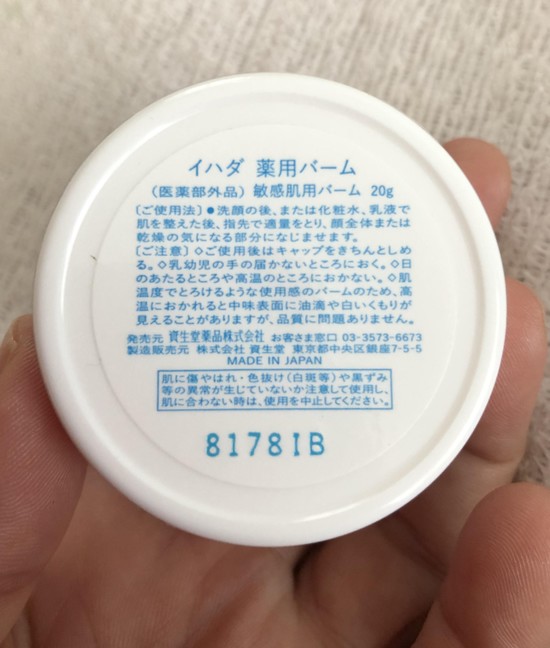 イハダ 薬用バーム
(医薬部外品) 敏感肌用バーム 20g
[ご使用法] ●洗顔の後、または化粧水、乳液で
肌を整えた後、指先で適量をとり、顔全体または
乾燥の気になる部分になじませます。
[ご注意] ◇ご使用後はキャップをきちんとしめ
る。◇乳幼児の手の届かないところにおく。◇日
のあたるところや高温のところにおかない。◇肌
温度でとろけるような使用感のバームのため、高
温におかれると中味表面に油滴や白いくもりが
見えることがありますが、品質に問題ありません。
発売元 資生堂薬品株式会社 お客さま窓口 03-3573-6673
製造販売元 株式会社 資生堂 東京都中央区銀座7-5-5
MADE IN JAPAN
肌に傷やはれ・色抜け(白斑等)や黒ずみ
等の異常が生じていないか注意して使用し、
肌に合わない時は、使用を中止してください。
8178IB